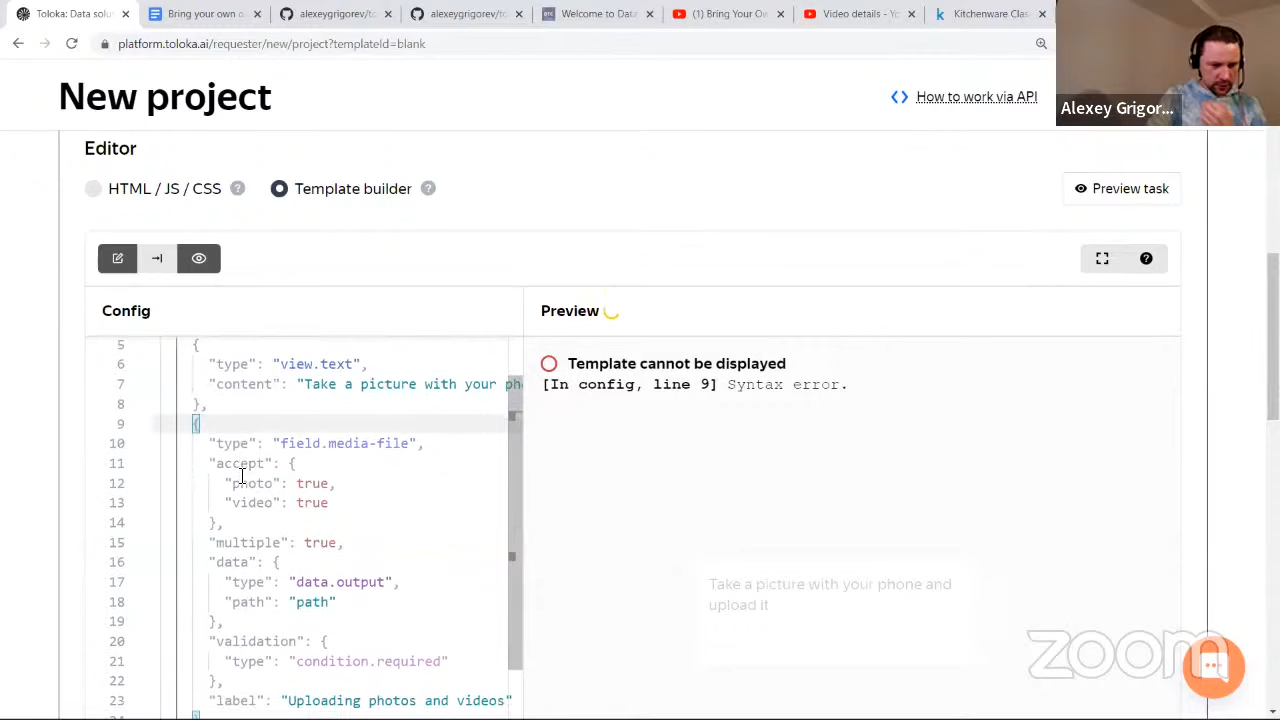 Toloka: Data solu
Bring your own d
alexeygrigorev/to
alexeygrigorev/to
Welcome to Data
(1) Bring Your Ow
Video details - Yo
Kitchenware Clas
platform.toloka.ai/requester/new/project?templateId=blank
New project
How to work via API
Alexey Grigor...
Editor
HTML / JS / CSS ?
Template builder ?
Preview task
?
Config
Preview
5 {
6 "type": "view.text",
7 "content": "Take a picture with your pho
8 },
9 {
10 "type": "field.media-file",
11 "accept": {
12 "photo": true,
13 "video": true
14 },
15 "multiple": true,
16 "data": {
17 "type": "data.output",
18 "path": "path"
19 },
20 "validation": {
21 "type": "condition.required"
22 },
23 "label": "Uploading photos and videos"
24 }
Template cannot be displayed
[In config, line 9] Syntax error.
Take a picture with your phone and
upload it
zoom